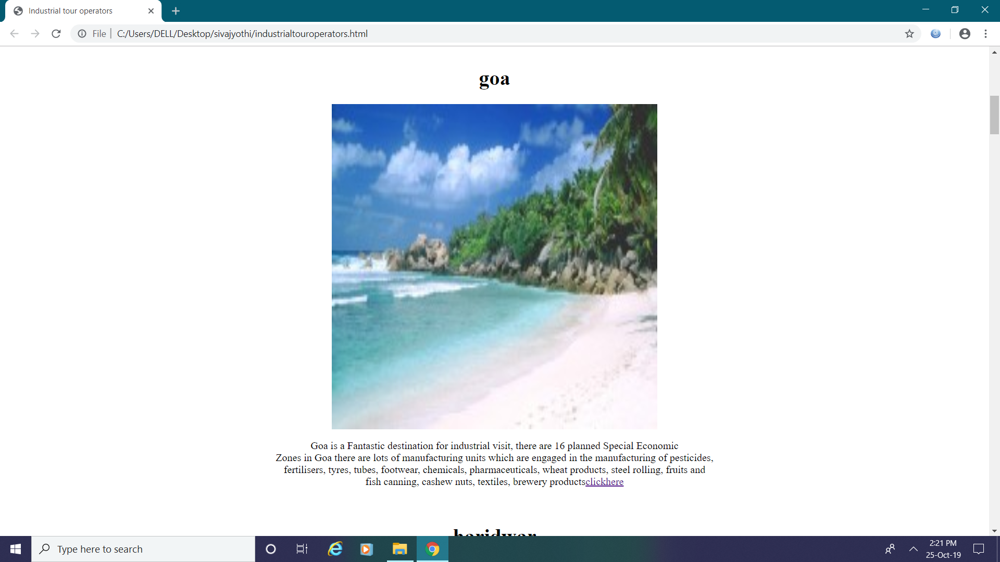 Industrial tour operators
File
C:/Users/DELL/Desktop/sivajyothi/industrialtouroperators.html
goa
Goa is a Fantastic destination for industrial visit, there are 16 planned Special Economic
Zones in Goa there are lots of manufacturing units which are engaged in the manufacturing of pesticides,
fertilisers, tyres, tubes, footwear, chemicals, pharmaceuticals, wheat products, steel rolling, fruits and
fish canning, cashew nuts, textiles, brewery productsclickhere
haridwar
Type here to search
2:21 PM
25-Oct-19